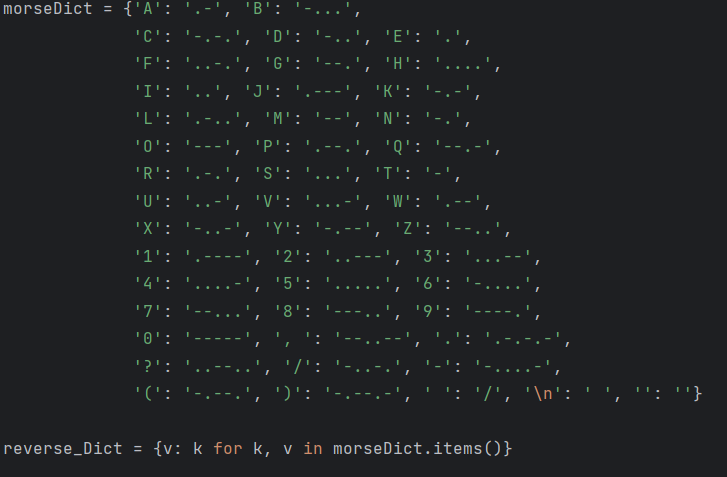 morseDict = {'A': '.-', 'B': '-...',
'C': '-.-.', 'D': '-..', 'E': '.',
'F': '..-.', 'G': '--.', 'H': '....',
'I': '..', 'J': '.---', 'K': '-.-',
'L': '.-..', 'M': '--', 'N': '-.',
'O': '---', 'P': '.--.', 'Q': '--.-',
'R': '.-.', 'S': '...', 'T': '-',
'U': '..-', 'V': '...-', 'W': '.--',
'X': '-..-', 'Y': '-.--', 'Z': '--..',
'1': '.----', '2': '..---', '3': '...--',
'4': '....-', '5': '.....', '6': '-....',
'7': '--...', '8': '---..', '9': '----.',
'0': '-----', ', ': '--..--', '.': '.-.-.-',
'?': '..--..', '/': '-..-.', '-': '-....-',
'(': '-.--.', ')': '-.--.-', ' ': '/', '\n': ' ', '': ''}
reverse_Dict = {v: k for k, v in morseDict.items()}